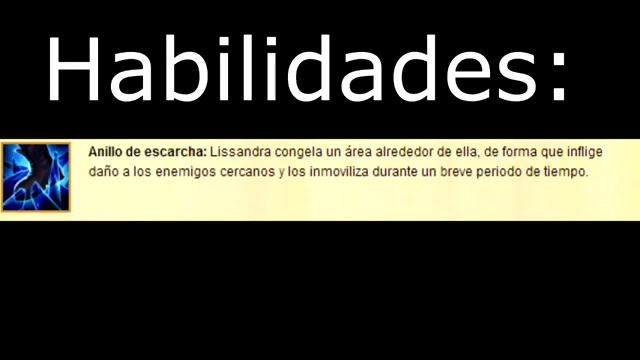 Habilidades:
Anillo de escarcha: Lissandra congela un área alrededor de ella, de forma que inflige
daño a los enemigos cercanos y los inmoviliza durante un breve periodo de tiempo.